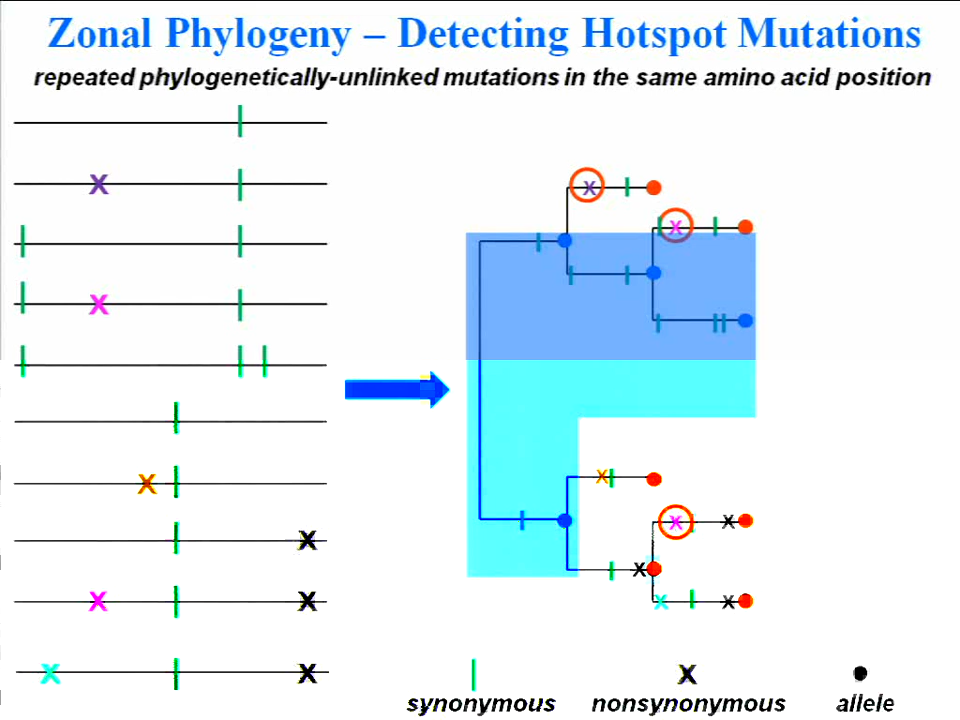 Zonal Phylogeny – Detecting Hotspot Mutations
repeated phylogenetically-unlinked mutations in the same amino acid position
synonymous nonsynonymous allele